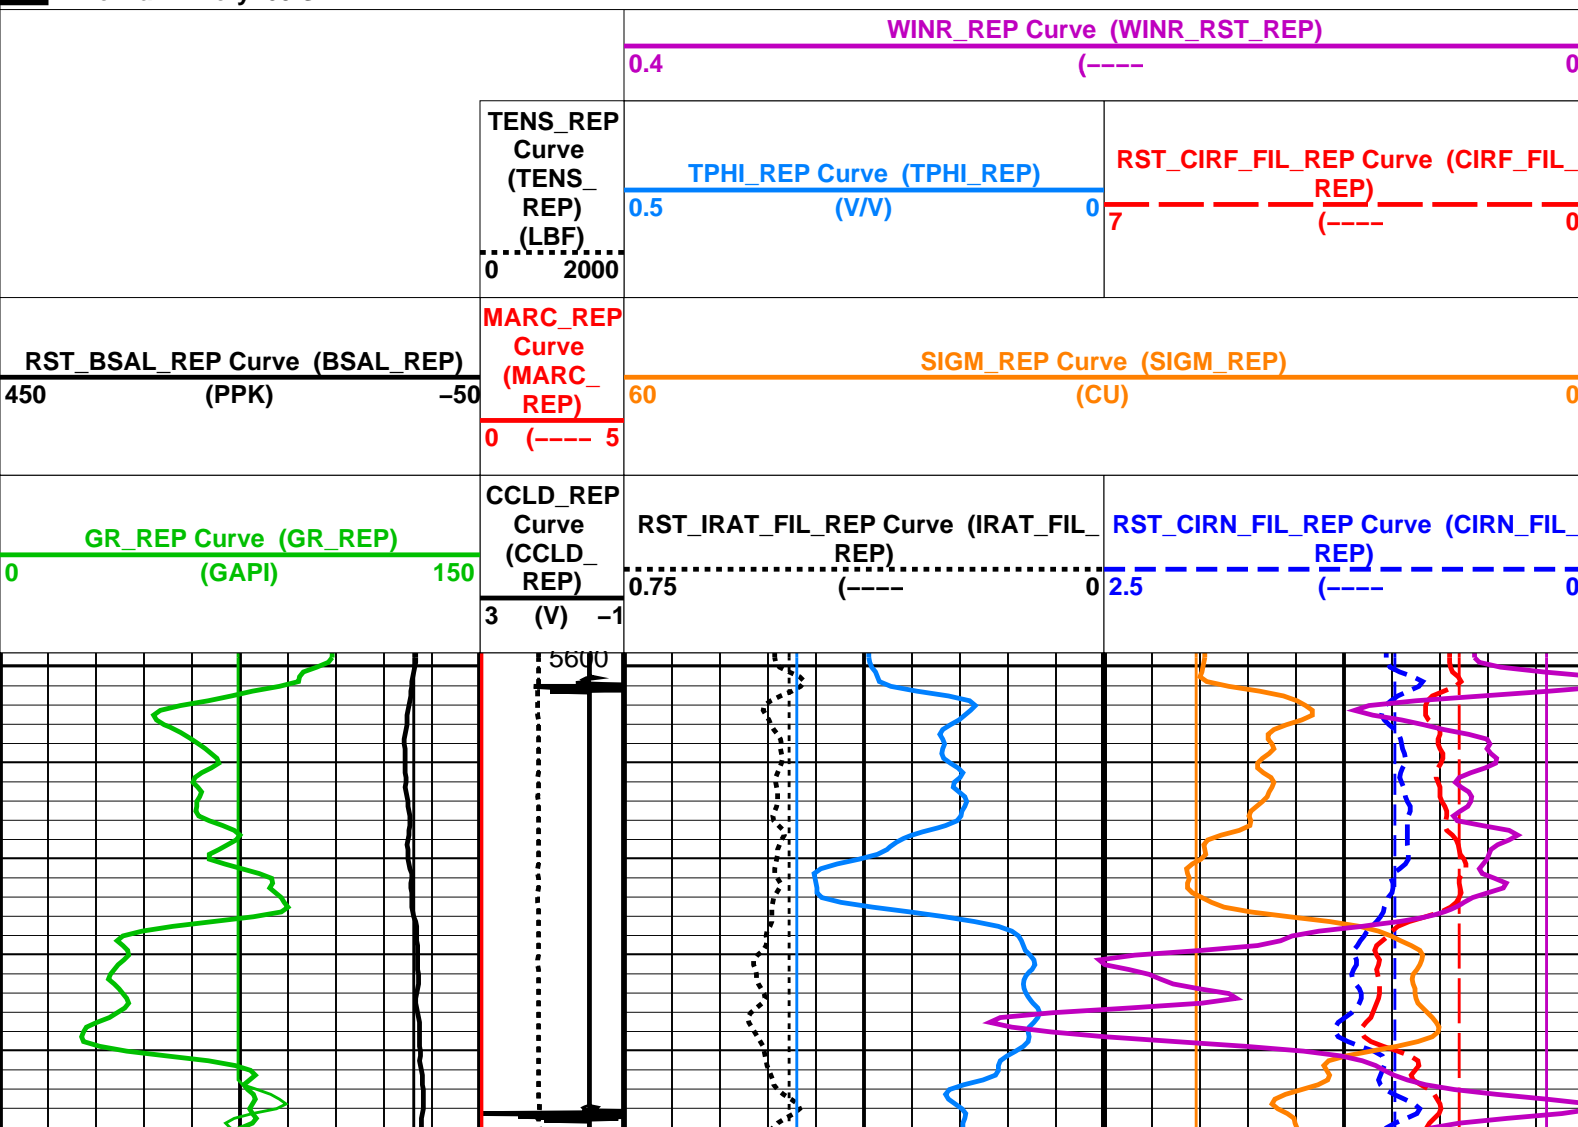 WINR_REP Curve (WINR_RST_REP)
0.4 (−−−− 0
TENS_REP
Curve
(TENS_
REP)
(LBF)
0 2000
TPHI_REP Curve (TPHI_REP)
0.5 (V/V) 0
RST_CIRF_FIL_REP Curve (CIRF_FIL_
REP)
7 (−−−− 0
RST_BSAL_REP Curve (BSAL_REP)
450 (PPK) −50
MARC_REP
Curve
(MARC_
REP)
0 (−−−− 5
SIGM_REP Curve (SIGM_REP)
60 (CU) 0
GR_REP Curve (GR_REP)
0 (GAPI) 150
CCLD_REP
Curve
(CCLD_
REP)
3 (V) −1
RST_IRAT_FIL_REP Curve (IRAT_FIL_
REP)
0.75 (−−−− 0
RST_CIRN_FIL_REP Curve (CIRN_FIL_
REP)
2.5 (−−−− 0
5600